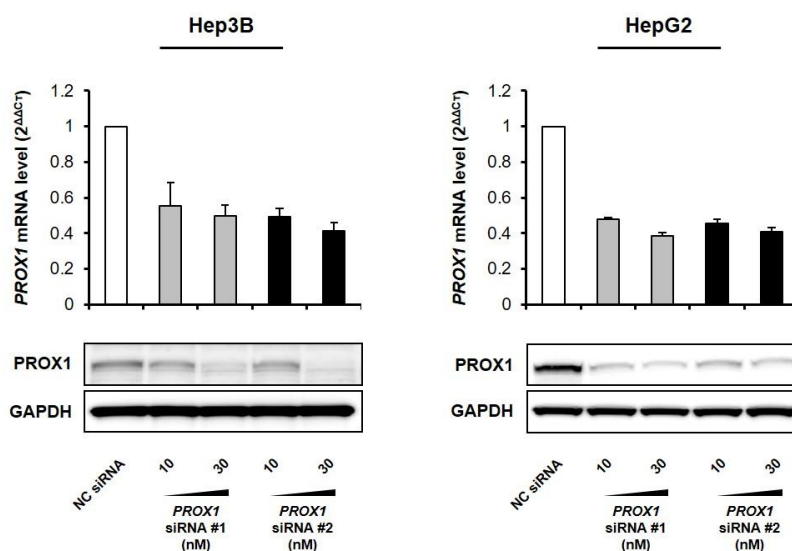 Hep3B
PROX1 mRNA level (2ΔΔCT)
1.2
1
0.8
0.6
0.4
0.2
0
PROX1
GAPDH
NC siRNA
10
30
10
30
PROX1
siRNA #1
(nM)
PROX1
siRNA #2
(nM)
HepG2
PROX1 mRNA level (2ΔΔCT)
1.2
1
0.8
0.6
0.4
0.2
0
PROX1
GAPDH
NC siRNA
10
30
10
30
PROX1
siRNA #1
(nM)
PROX1
siRNA #2
(nM)